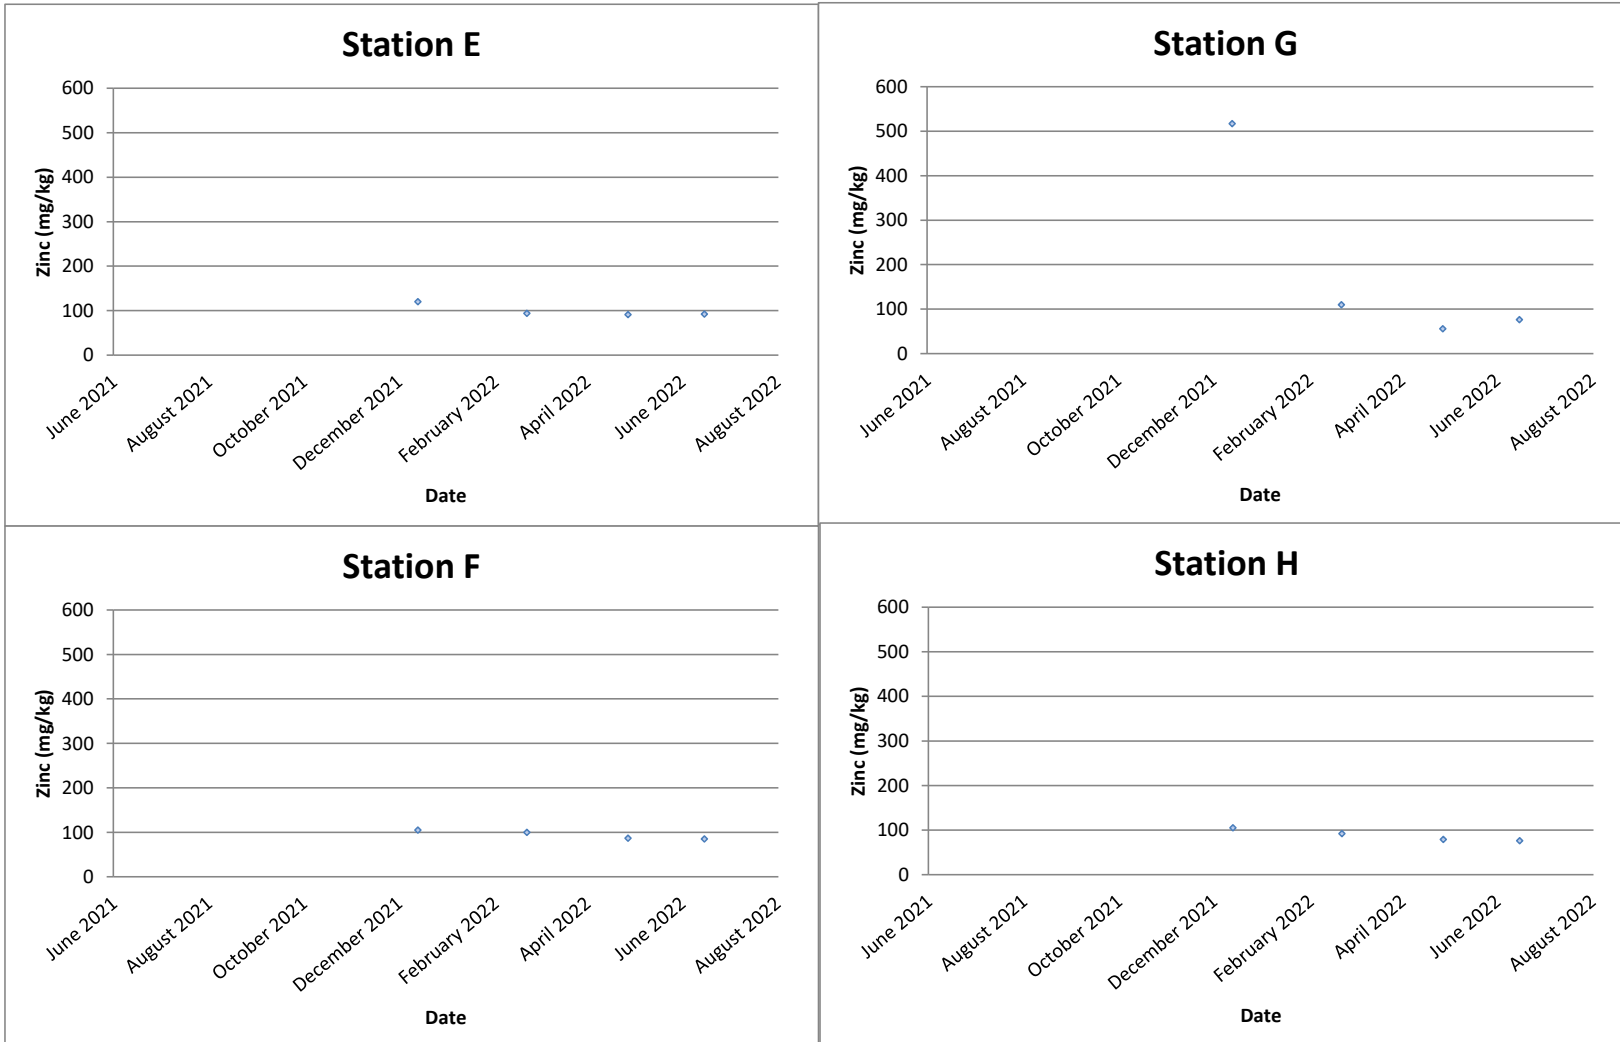 Station E
600
500
400
300
200
100
0
Zinc (mg/kg)
June 2021
August 2021
October 2021
December 2021
February 2022
April 2022
June 2022
August 2022
Date
Station G
600
500
400
300
200
100
0
Zinc (mg/kg)
June 2021
August 2021
October 2021
December 2021
February 2022
April 2022
June 2022
August 2022
Date
Station F
600
500
400
300
200
100
0
Zinc (mg/kg)
June 2021
August 2021
October 2021
December 2021
February 2022
April 2022
June 2022
August 2022
Date
Station H
600
500
400
300
200
100
0
Zinc (mg/kg)
June 2021
August 2021
October 2021
December 2021
February 2022
April 2022
June 2022
August 2022
Date